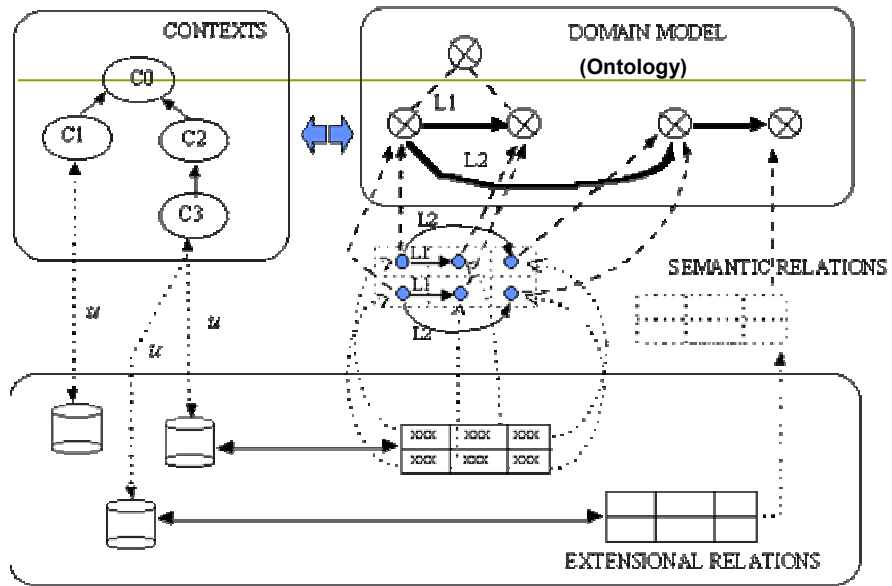 CONTEXTS
DOMAIN MODEL
(Ontology)
C0
L1
C1
C2
L2
C3
L2
L1
SEMANTIC RELATIONS
L1
u
u
L2
u
xxx xxx xxx
xxx xxx xxx
EXTENSIONAL RELATIONS